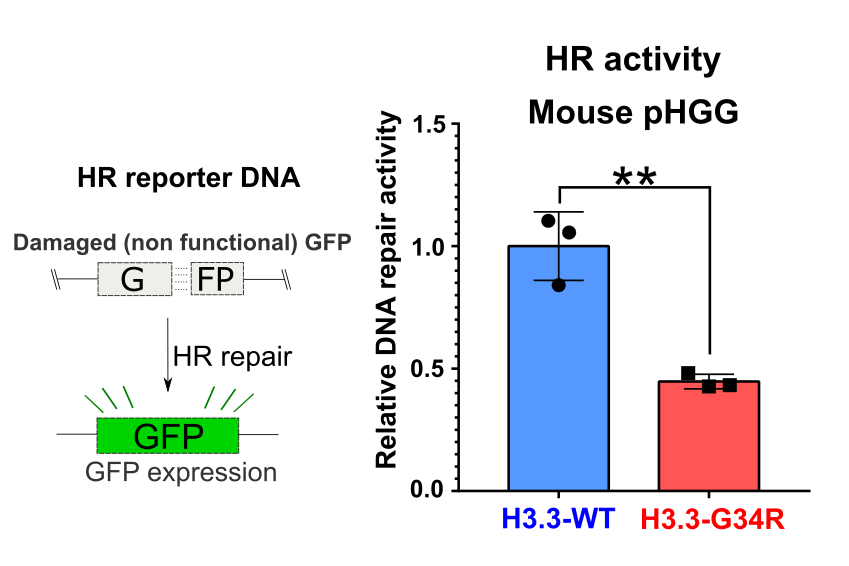 HR reporter DNA
Damaged (non functional) GFP
G FP
HR repair
GFP
GFP expression
HR activity
Mouse pHGG
Relative DNA repair activity
1.5
1.0
0.5
0.0
**
H3.3-WT H3.3-G34R